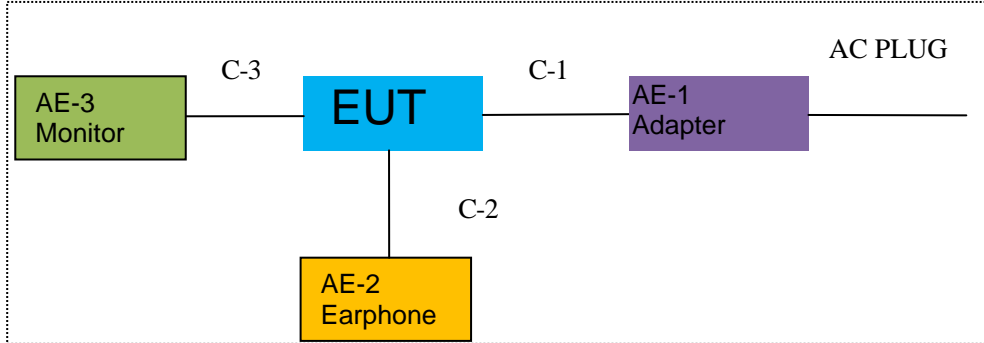 AC PLUG
C-3
C-1
AE-3
Monitor
EUT
AE-1
Adapter
C-2
AE-2
Earphone